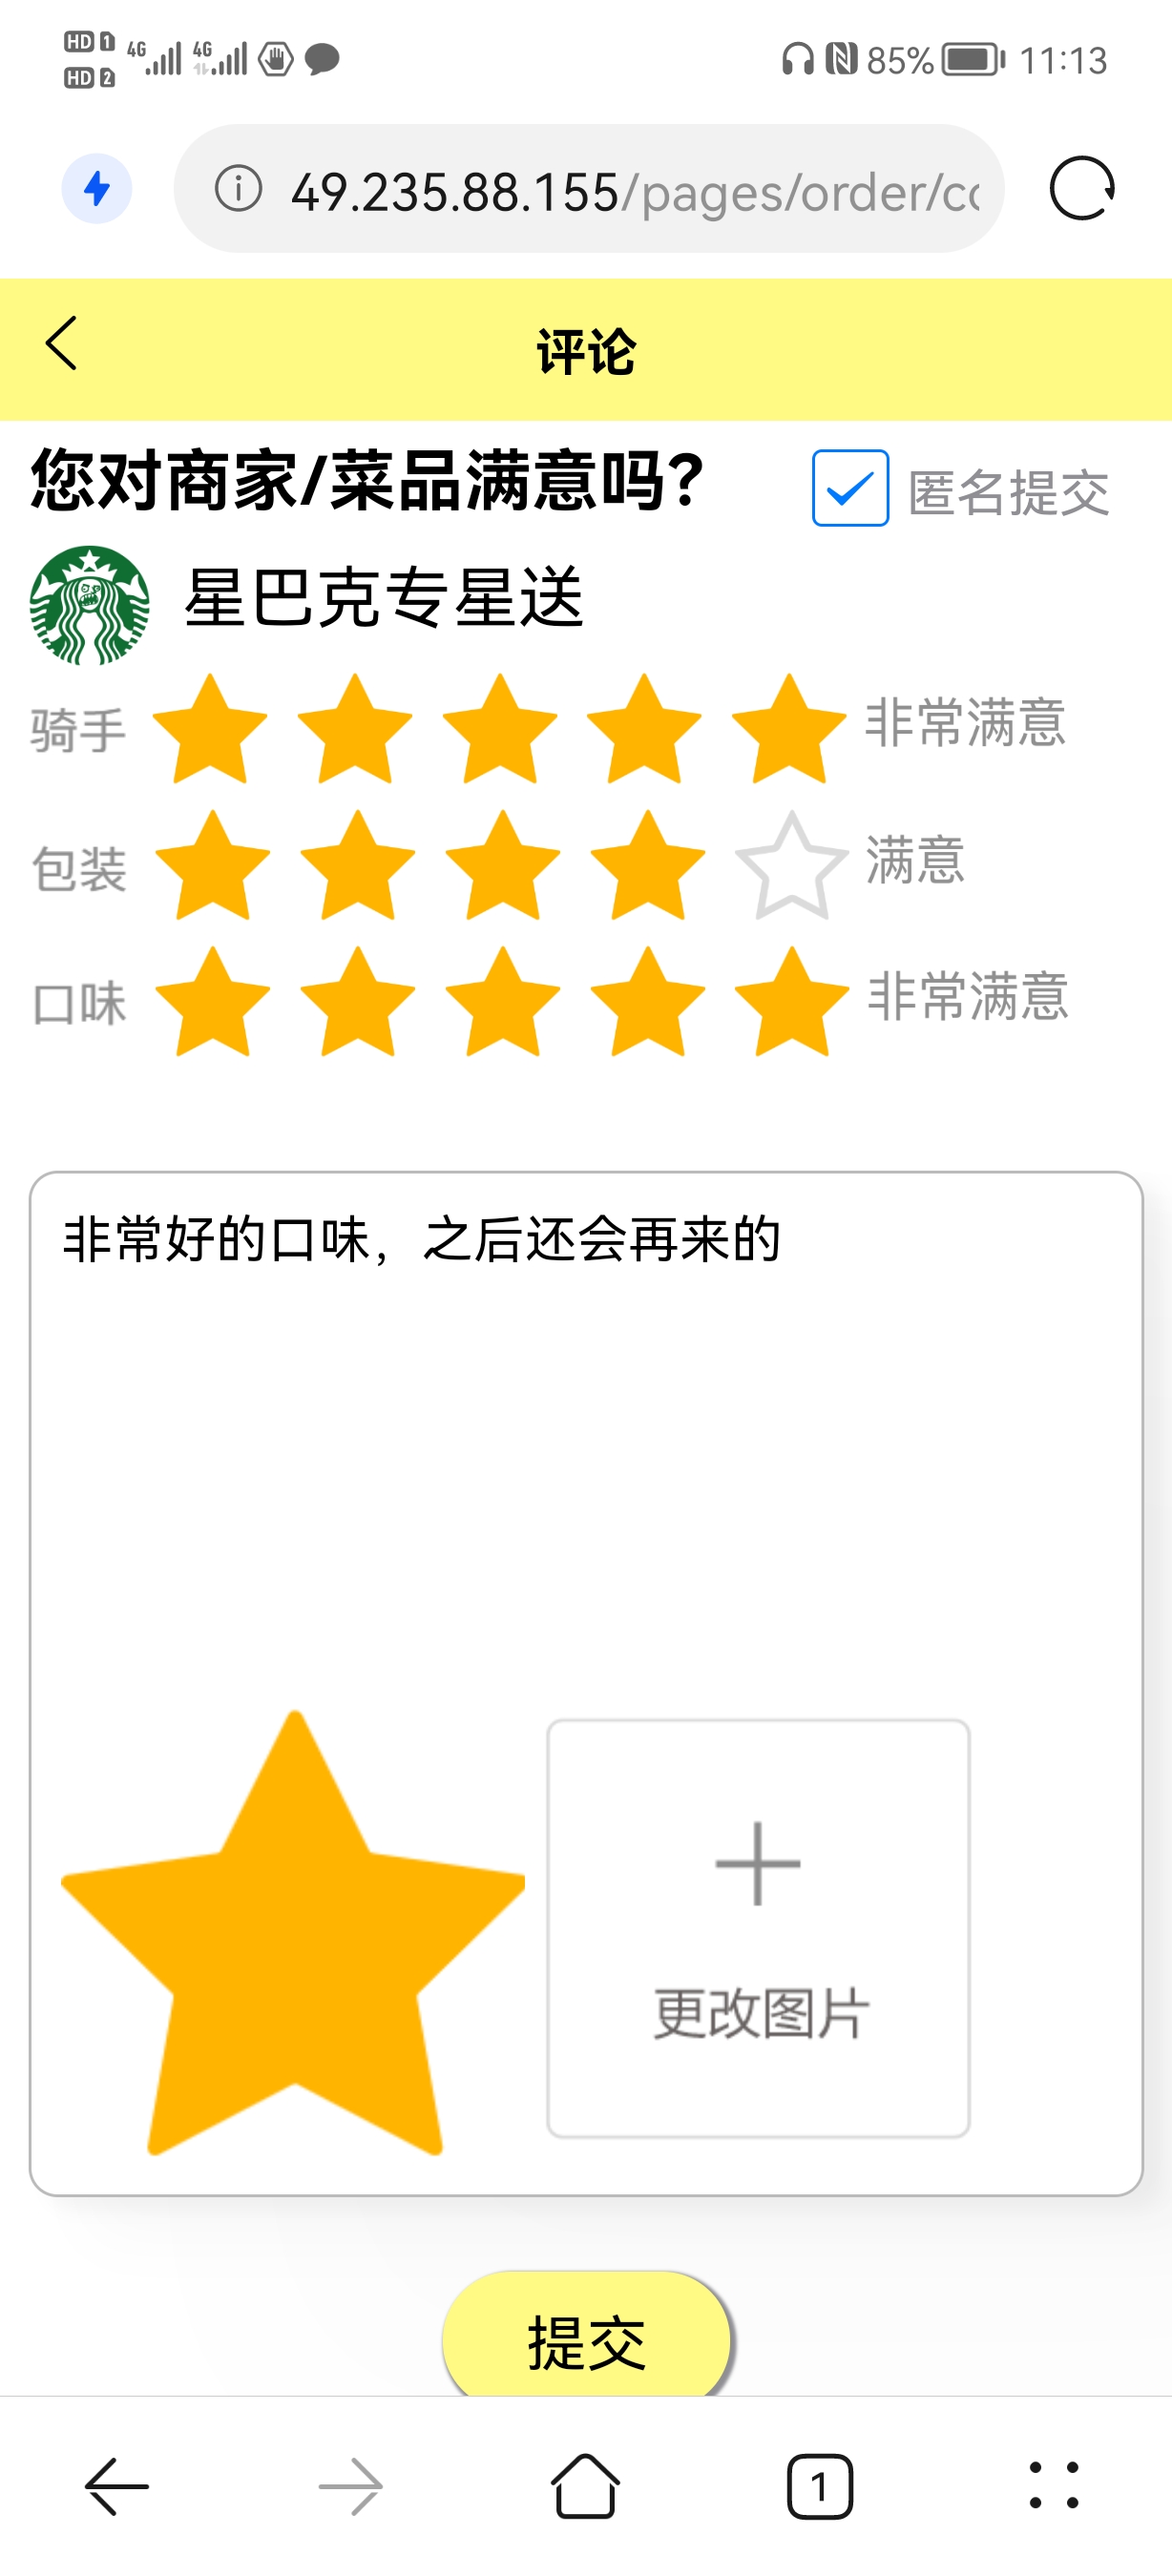 HD 1 4G 4G 85% 11:13
HD 2
49.235.88.155/pages/order/co
评论
您对商家/菜品满意吗?
匿名提交
星巴克专星送
骑手 非常满意
包装 满意
口味 非常满意
非常好的口味，之后还会再来的
更改图片
提交
1